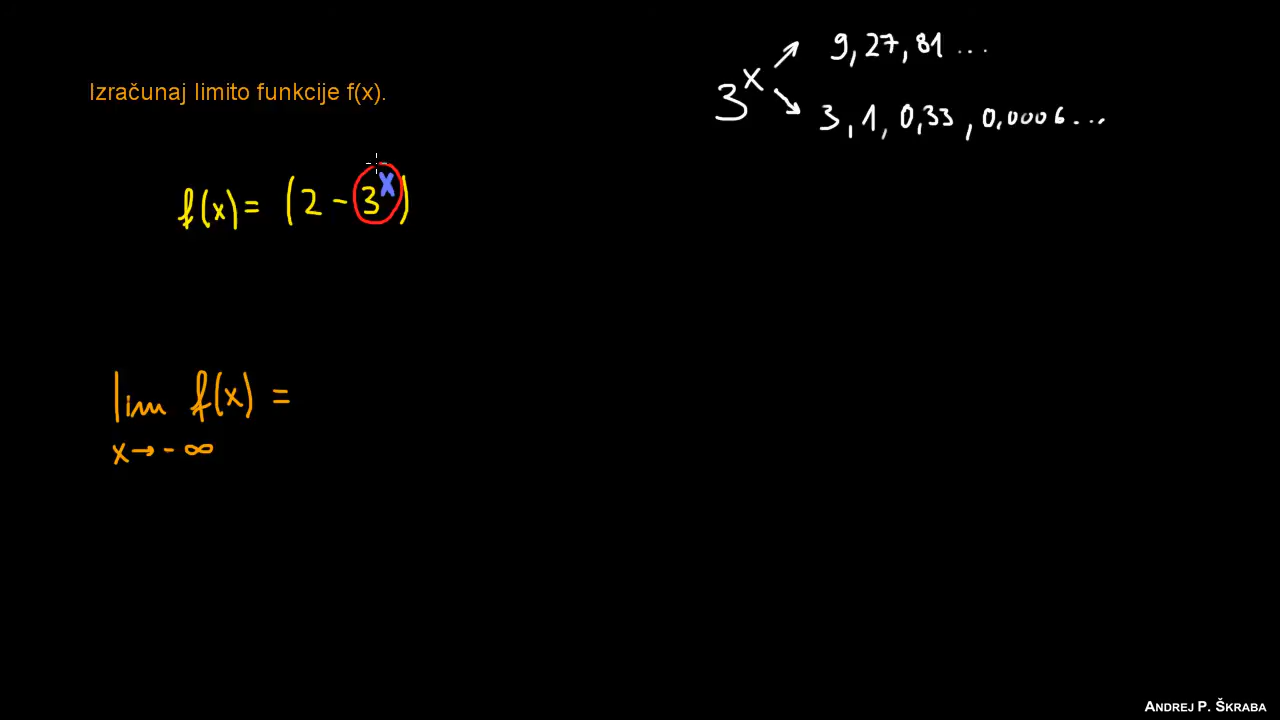 Izračunaj limito funkcije f(x).
f(x) = (2 - 3^x)
3^x ↗ 9, 27, 81 ...
↘ 3, 1, 0,33, 0,0006...
lim f(x) =
x→ - ∞
ANDREJ P. ŠKRABA